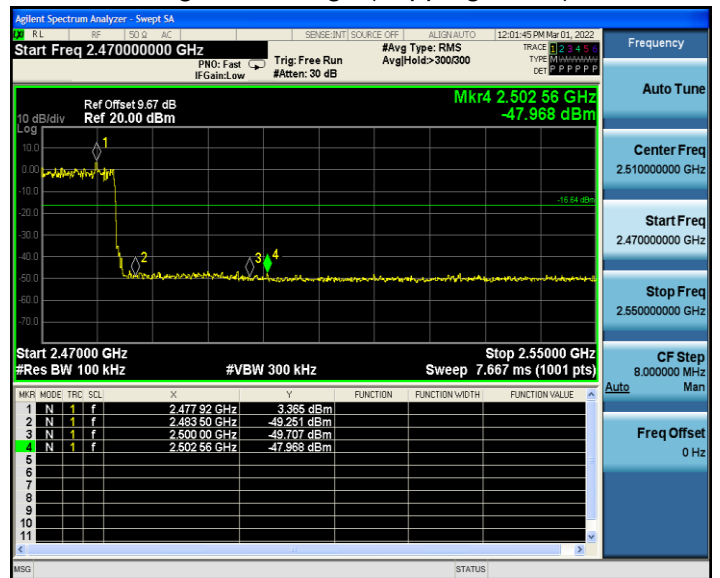 Agilent Spectrum Analyzer - Swept SA
RL RF 50 Ω AC SENSE:INT SOURCE OFF ALIGN AUTO 12:01:45 PM Mar 01, 2022
Start Freq 2.470000000 GHz
PNO: Fast
IFGain:Low
Trig: Free Run
#Atten: 30 dB
#Avg Type: RMS
Avg|Hold:>300/300
TRACE 1 2 3 4 5 6
TYPE M
DET P P P P P P
Frequency
Mkr4 2.502 56 GHz
-47.968 dBm
Ref Offset 9.67 dB
10 dB/div Ref 20.00 dBm
Log
10.0
0.00
-10.0
-20.0
-30.0
-40.0
-50.0
-60.0
-70.0
1
2
3
4
-16.64 dBm
Start 2.47000 GHz Stop 2.55000 GHz
#Res BW 100 kHz #VBW 300 kHz Sweep 7.667 ms (1001 pts)
MKR MODE TRC SCL X Y FUNCTION FUNCTION WIDTH FUNCTION VALUE
1 N 1 f 2.477 92 GHz 3.365 dBm
2 N 1 f 2.483 50 GHz -49.251 dBm
3 N 1 f 2.500 00 GHz -49.707 dBm
4 N 1 f 2.502 56 GHz -47.968 dBm
5
6
7
8
9
10
11
MSG STATUS
Auto Tune
Center Freq
2.510000000 GHz
Start Freq
2.470000000 GHz
Stop Freq
2.550000000 GHz
CF Step
8.000000 MHz
Auto Man
Freq Offset
0 Hz